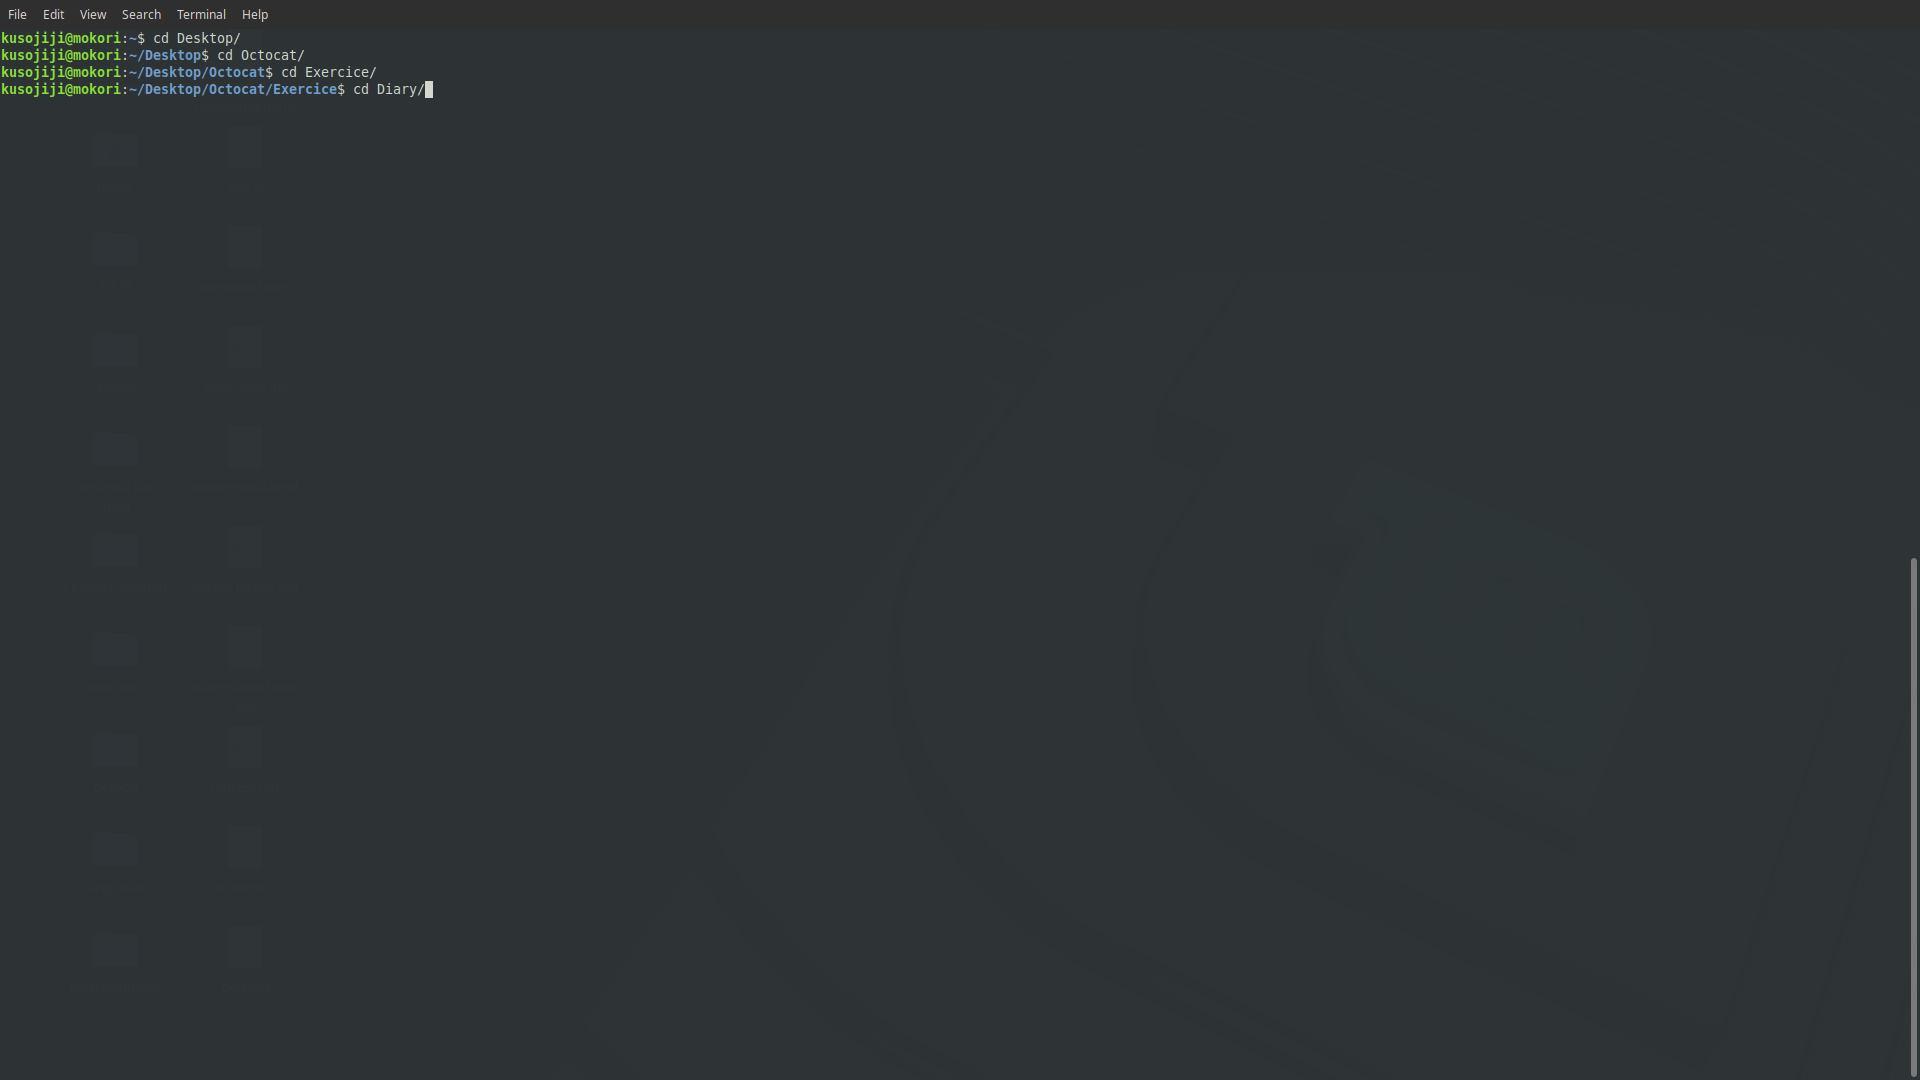 File Edit View Search Terminal Help
kusojiji@mokori:~$ cd Desktop/
kusojiji@mokori:~/Desktop$ cd Octocat/
kusojiji@mokori:~/Desktop/Octocat$ cd Exercice/
kusojiji@mokori:~/Desktop/Octocat/Exercice$ cd Diary/